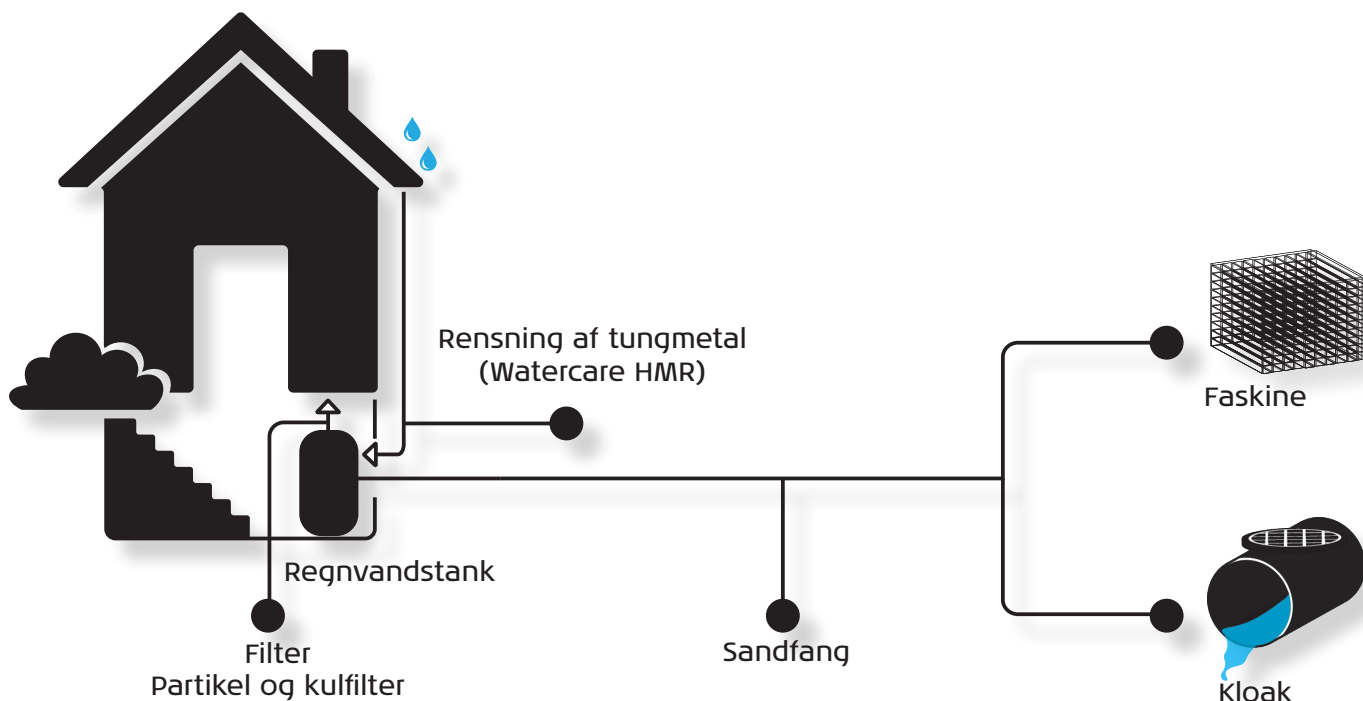 Rensning af tungmetal
(Watercare HMR)
Faskine
Regnvandstank
Filter
Partikel og kulfilter
Sandfang
Kloak